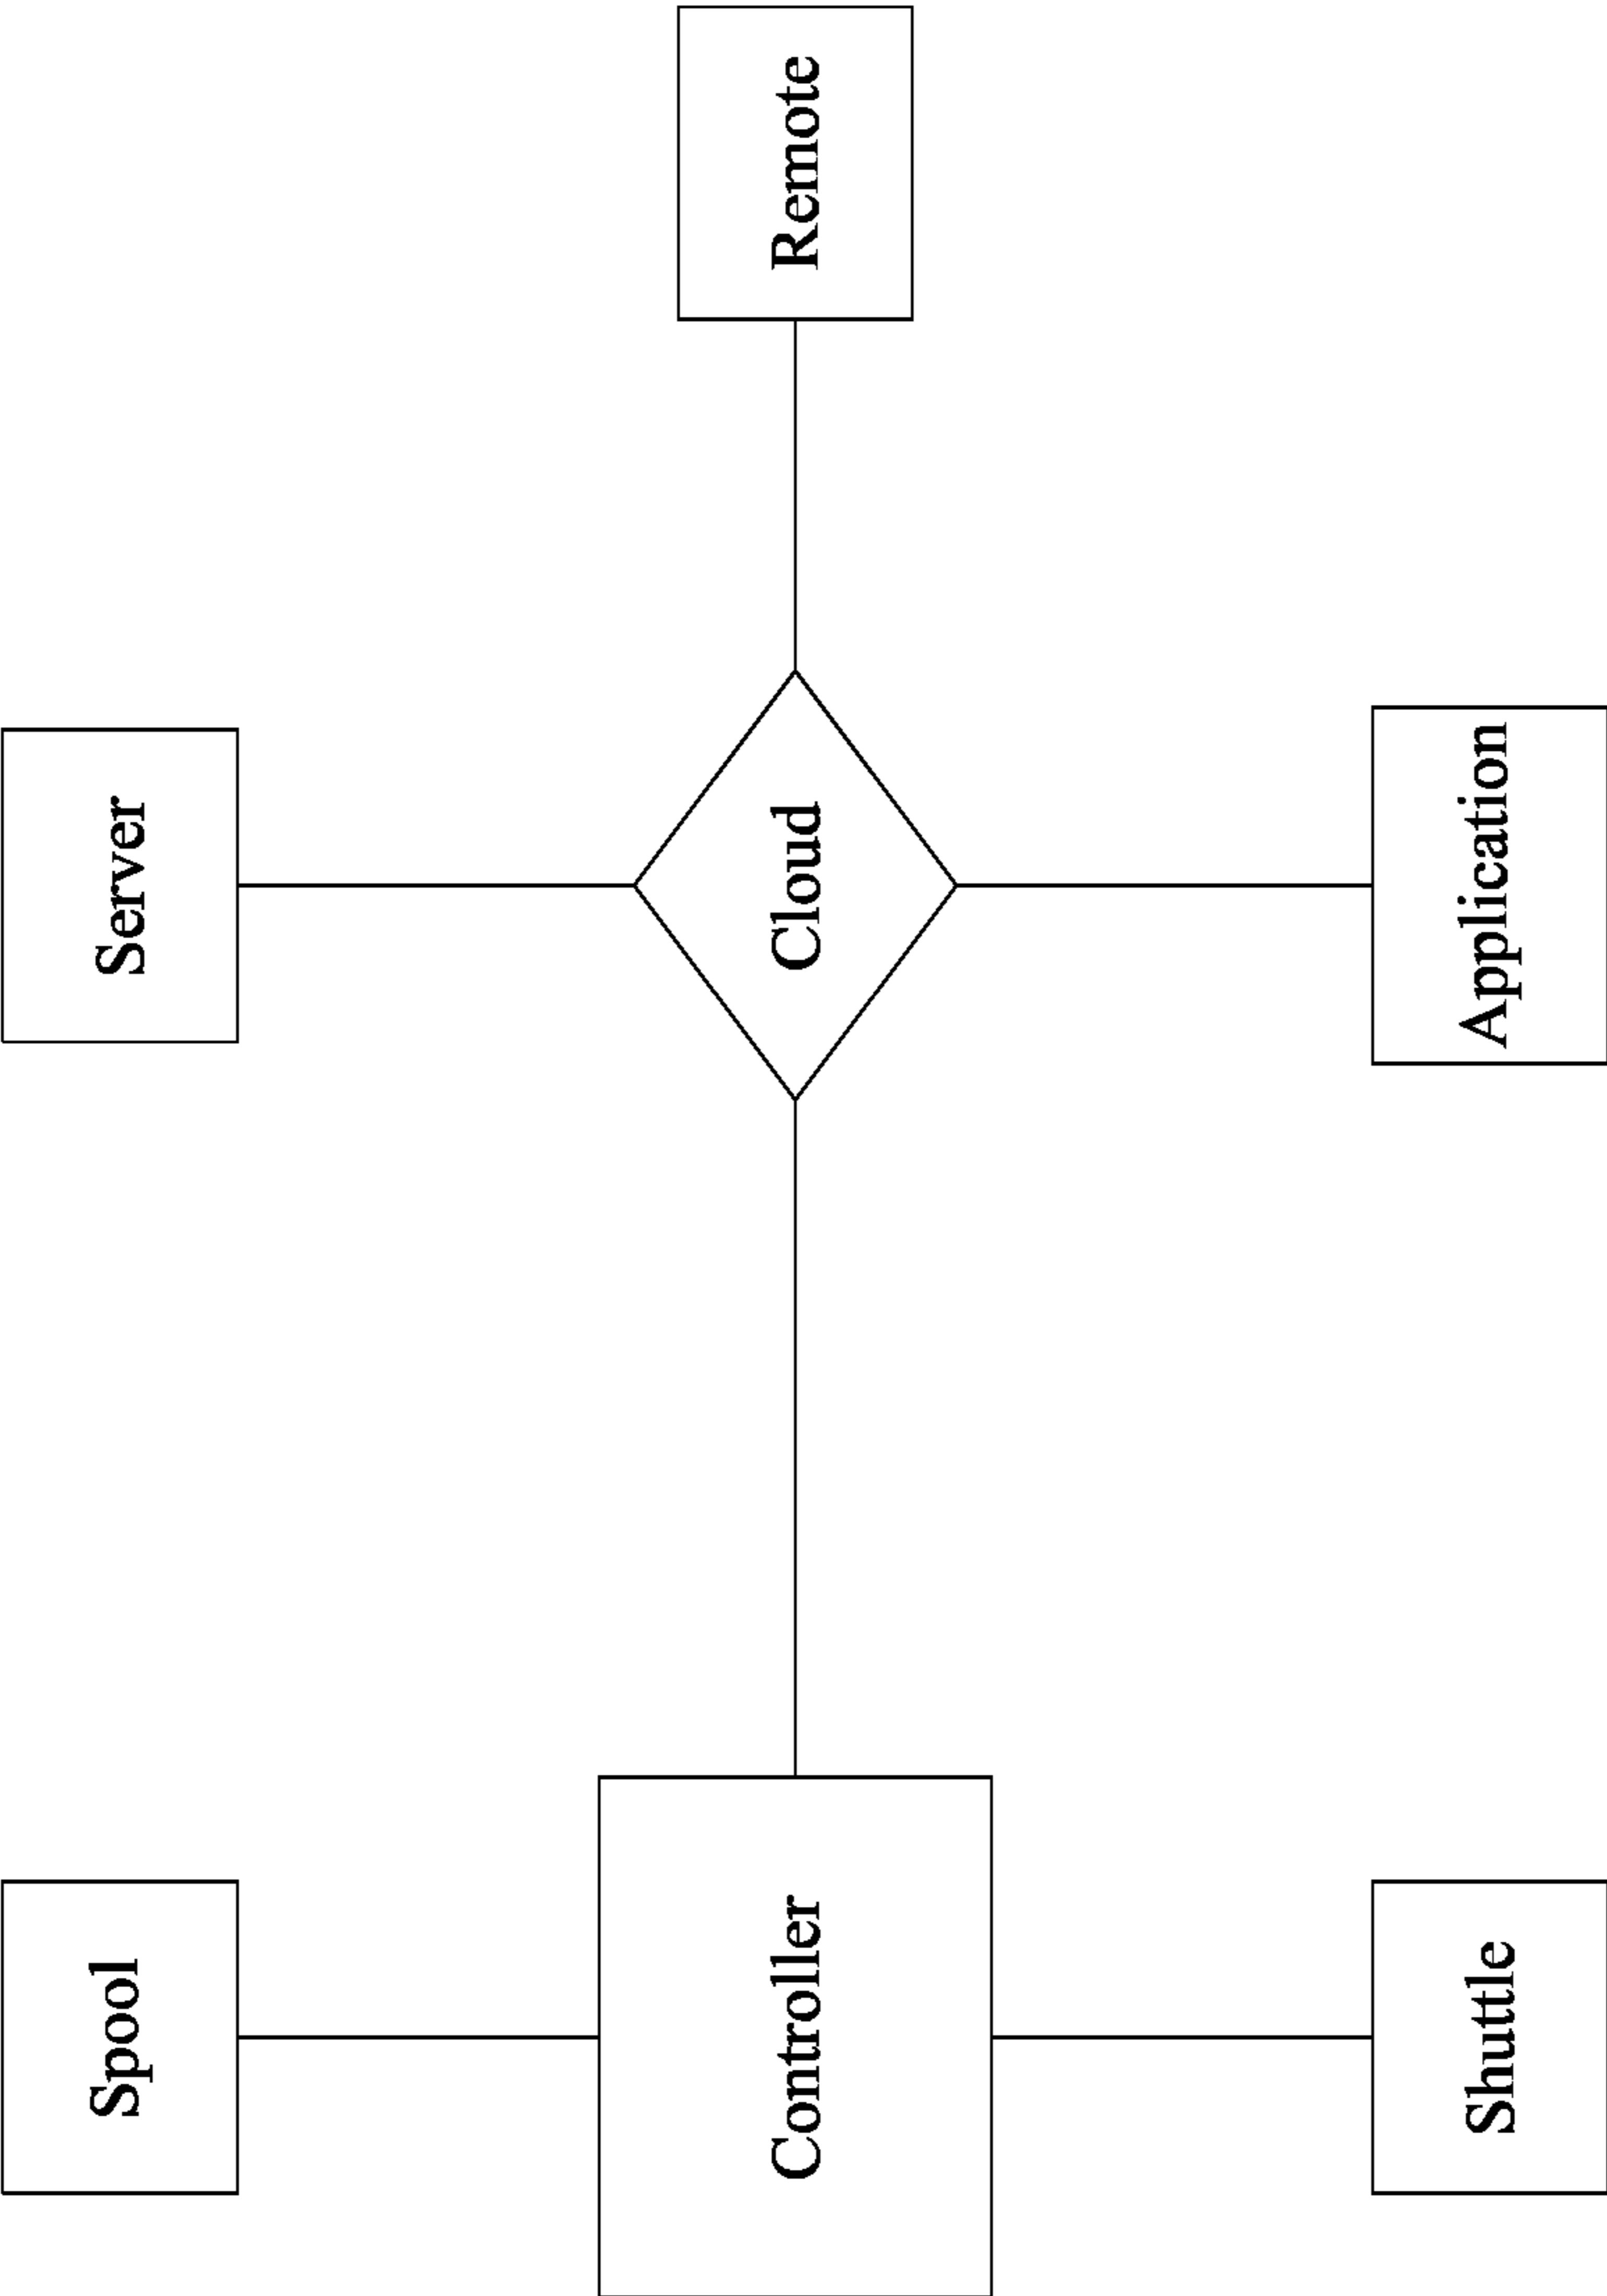 Spool
Server
Controller
Cloud
Remote
Shuttle
Application